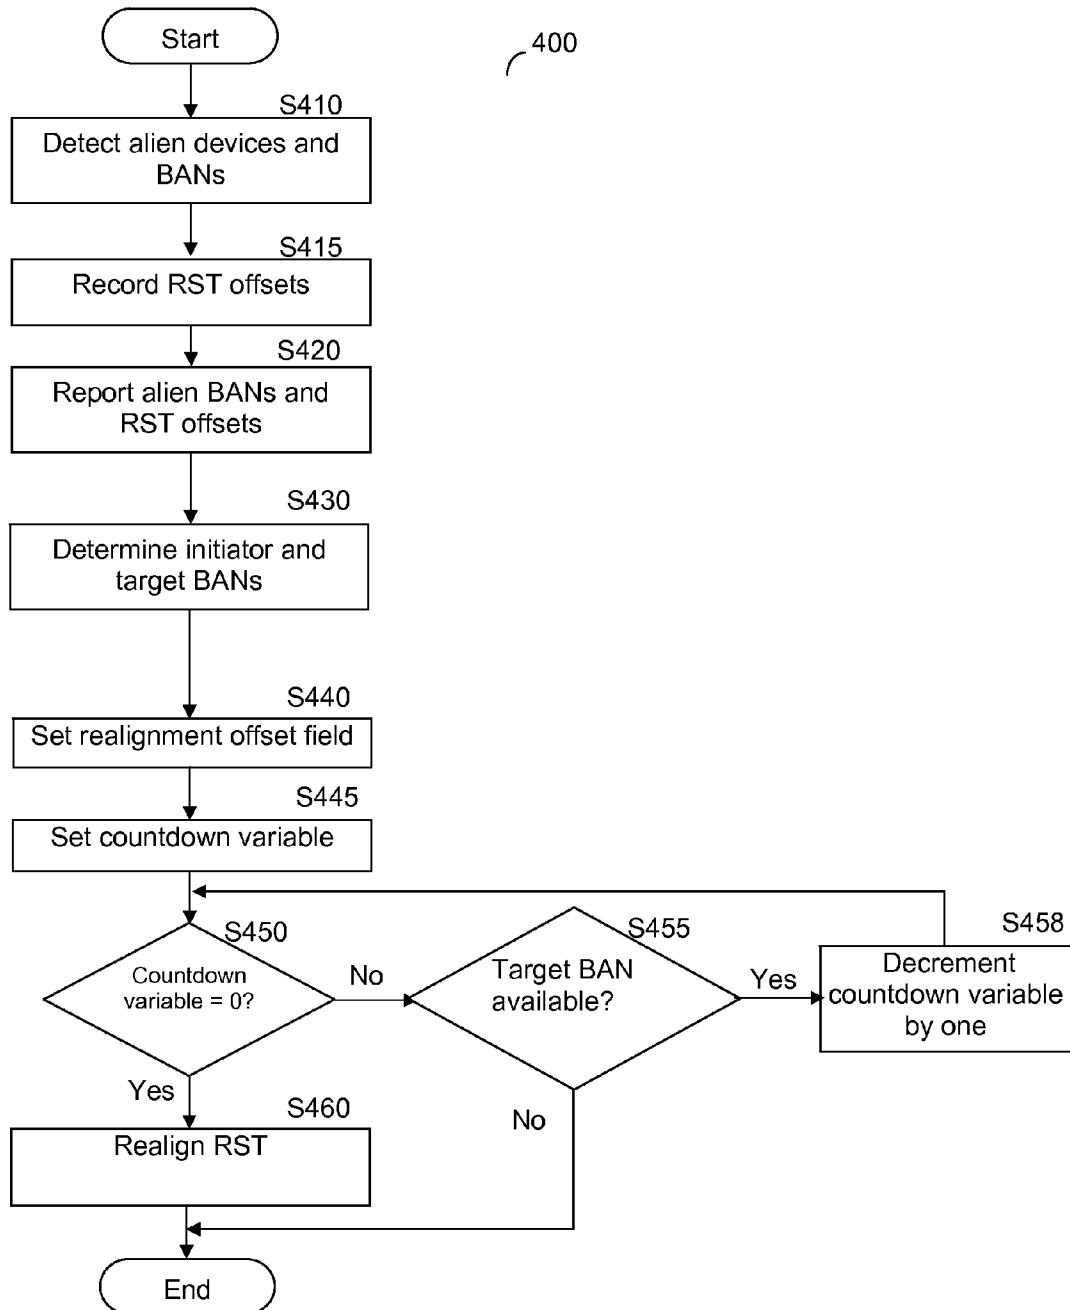 Start
400
S410
Detect alien devices and
BANs
S415
Record RST offsets
S420
Report alien BANs and
RST offsets
S430
Determine initiator and
target BANs
S440
Set realignment offset field
S445
Set countdown variable
S450
Countdown
variable = 0?
No
S455
Target BAN
available?
Yes
S458
Decrement
countdown variable
by one
Yes
No
S460
Realign RST
End